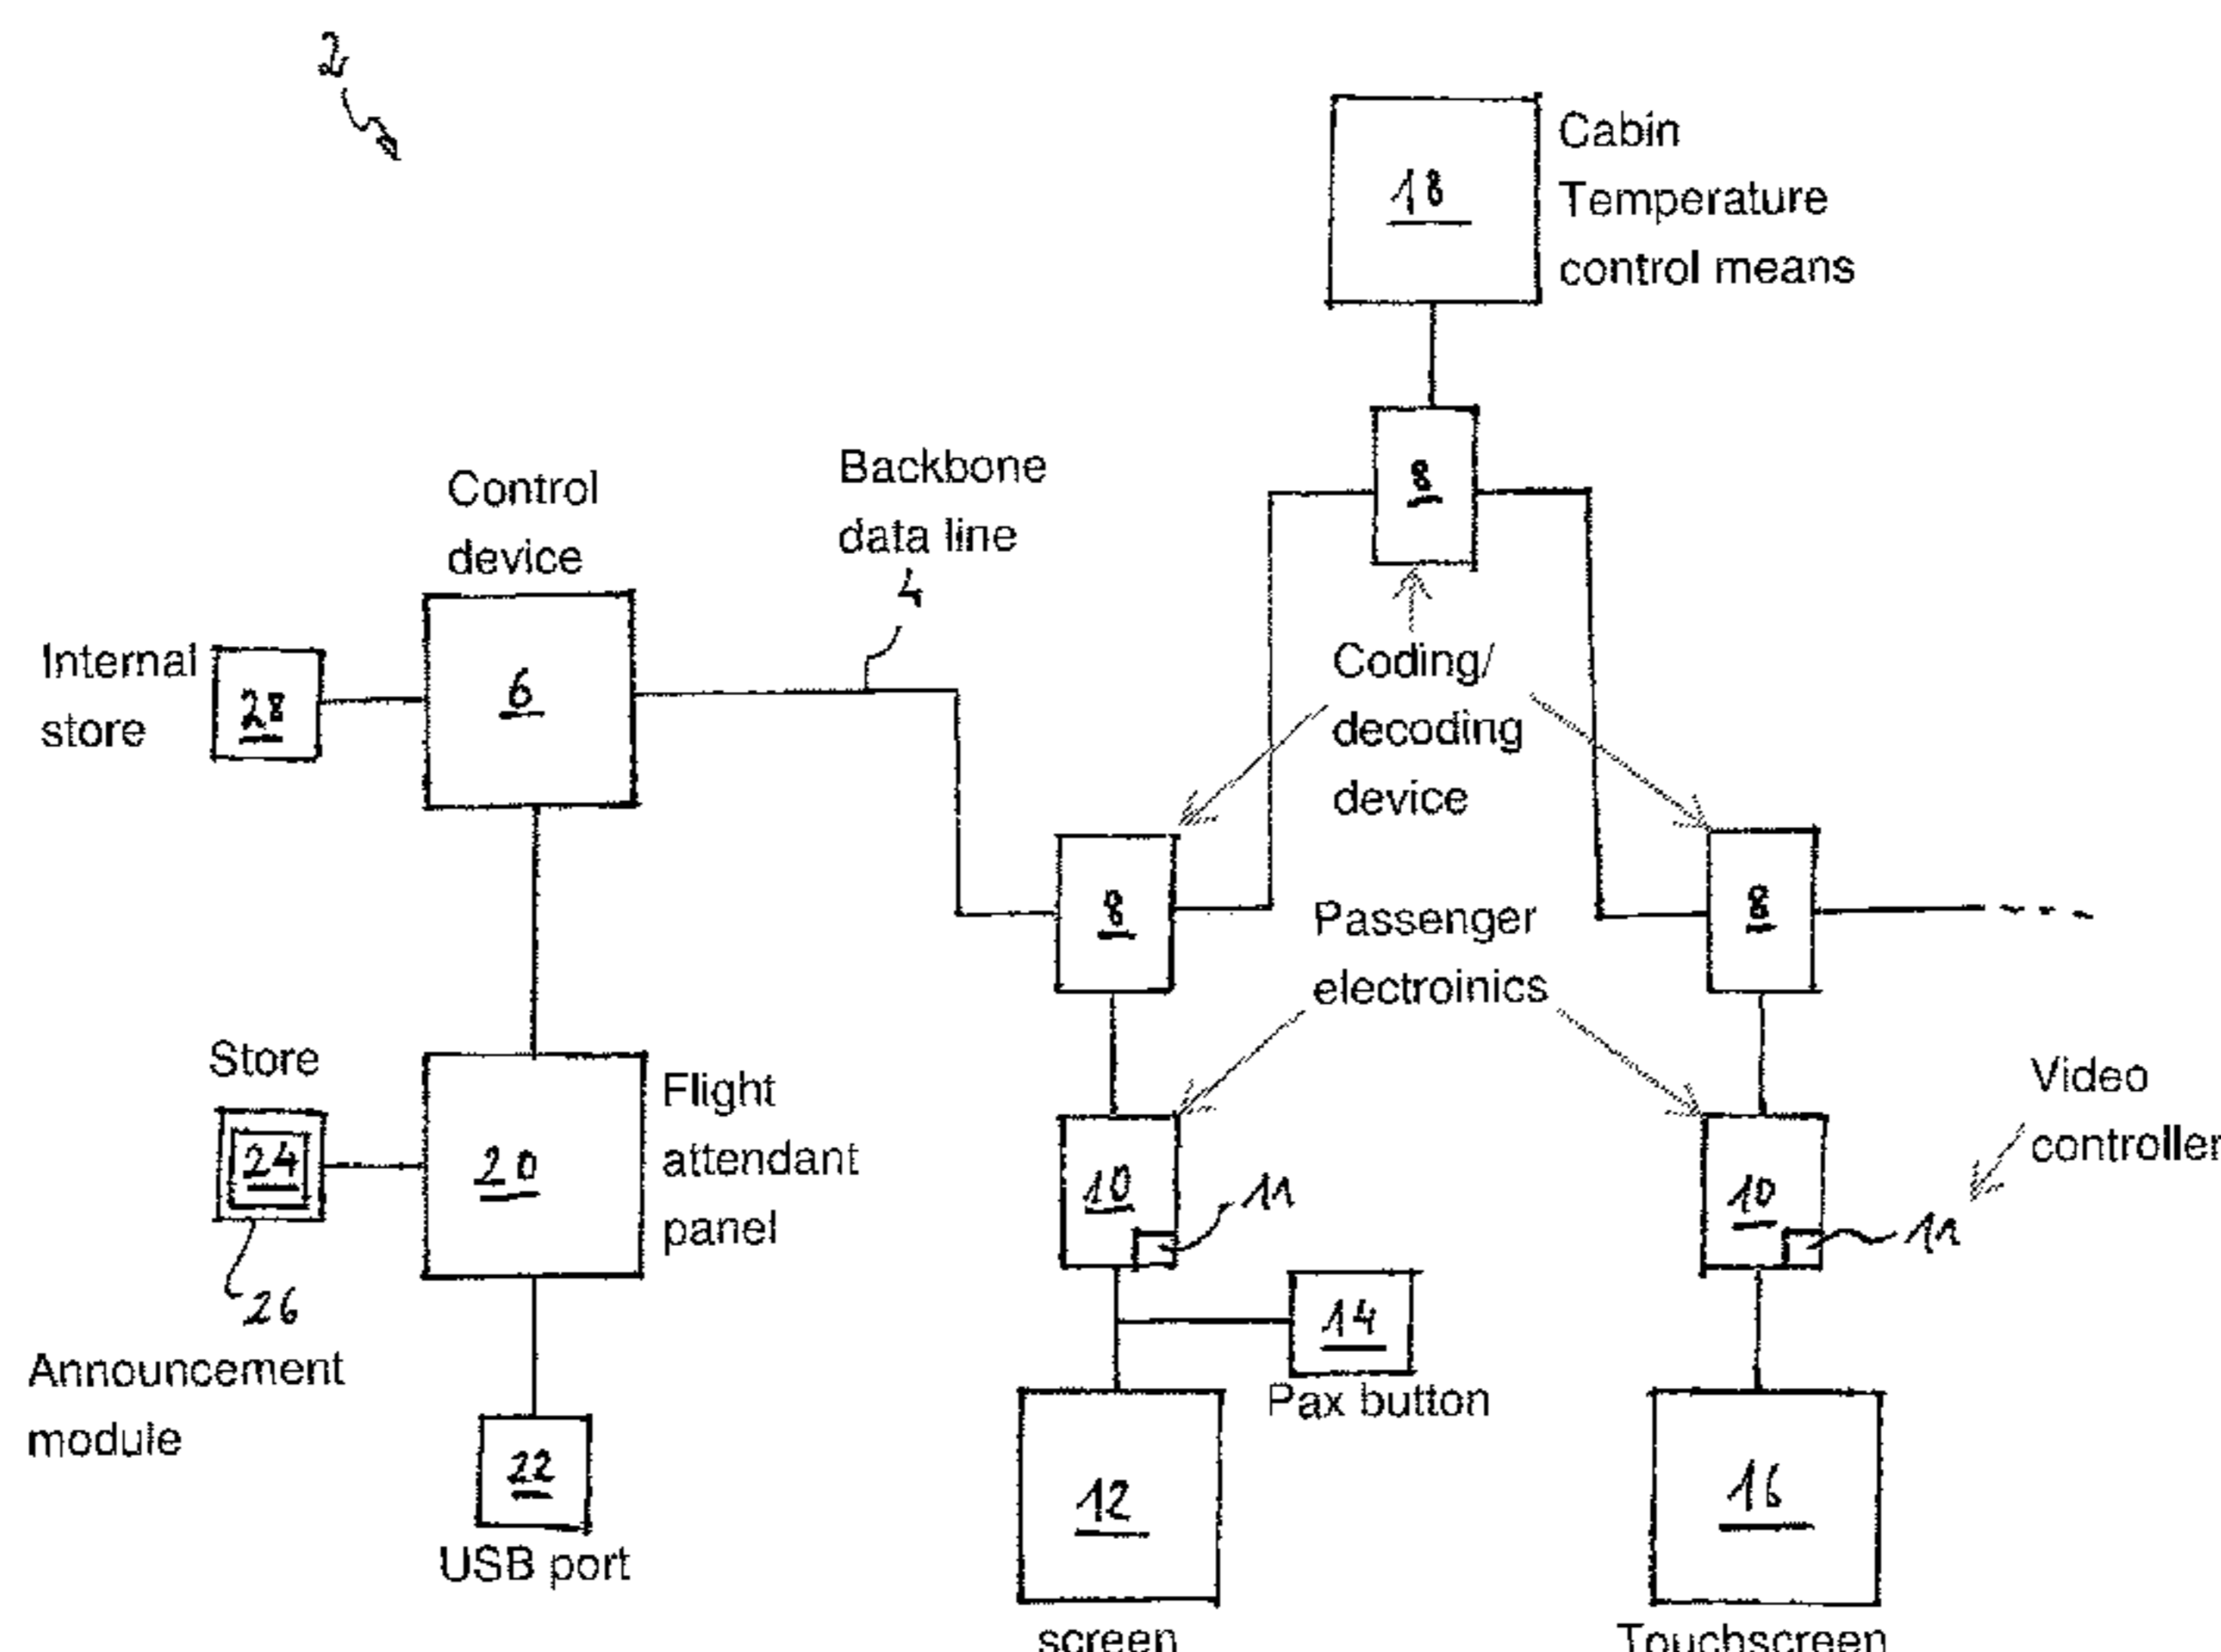 2
18
Cabin
Temperature
control means
8
Control
device
Backbone
data line
4
Internal
store
28
6
Coding/
decoding
device
8
8
Passenger
electroinics
Store
24
26
20
Flight
attendant
panel
10
11
10
11
Video
controller
14
Pax button
Announcement
module
22
USB port
12
screen
16
Touchscreen